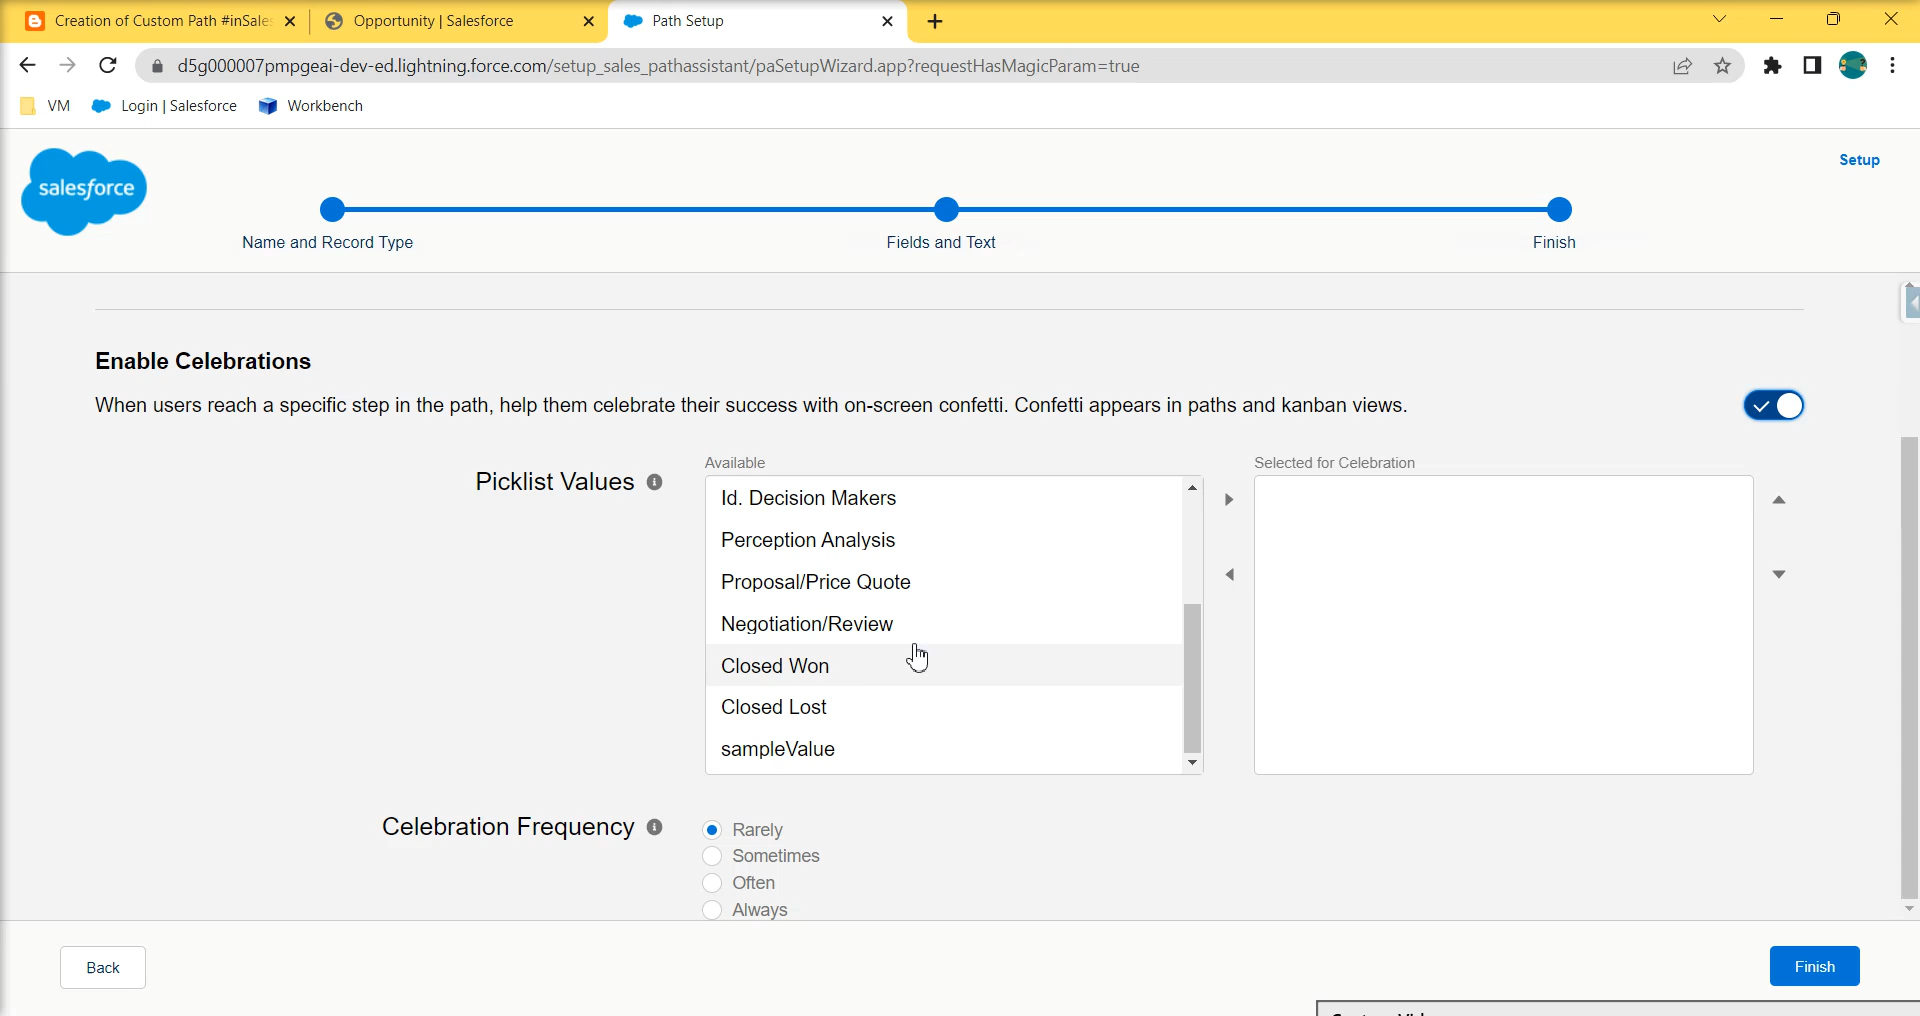 Creation of Custom Path #inSale
Opportunity | Salesforce
Path Setup
d5g000007pmpgeai-dev-ed.lightning.force.com/setup_sales_pathassistant/paSetupWizard.app?requestHasMagicParam=true
VM
Login | Salesforce
Workbench
salesforce
Setup
Name and Record Type
Fields and Text
Finish
Enable Celebrations
When users reach a specific step in the path, help them celebrate their success with on-screen confetti. Confetti appears in paths and kanban views.
Picklist Values
Available
Id. Decision Makers
Perception Analysis
Proposal/Price Quote
Negotiation/Review
Closed Won
Closed Lost
sampleValue
Selected for Celebration
Celebration Frequency
Rarely
Sometimes
Often
Always
Back
Finish